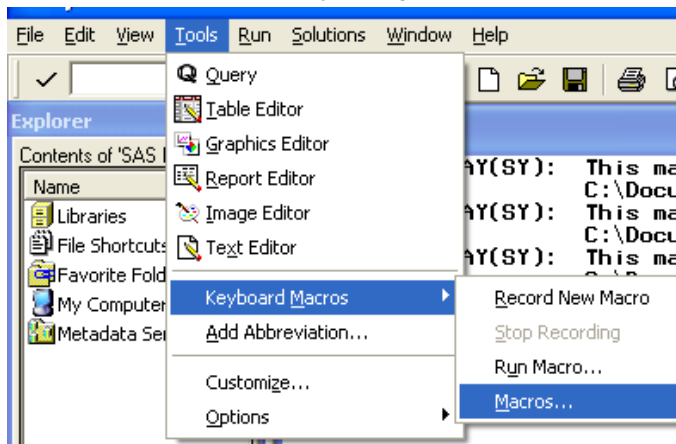 File Edit View Tools Run Solutions Window Help
Explorer
Contents of 'SAS
Name
Libraries
File Shortcuts
Favorite Fold
My Computer
Metadata Ser
Query
Table Editor
Graphics Editor
Report Editor
Image Editor
Text Editor
Keyboard Macros
Add Abbreviation...
Customize...
Options
Record New Macro
Stop Recording
Run Macro...
Macros...
AY(SY): This ma
C:\Docu
AY(SY): This ma
C:\Docu
AY(SY): This ma